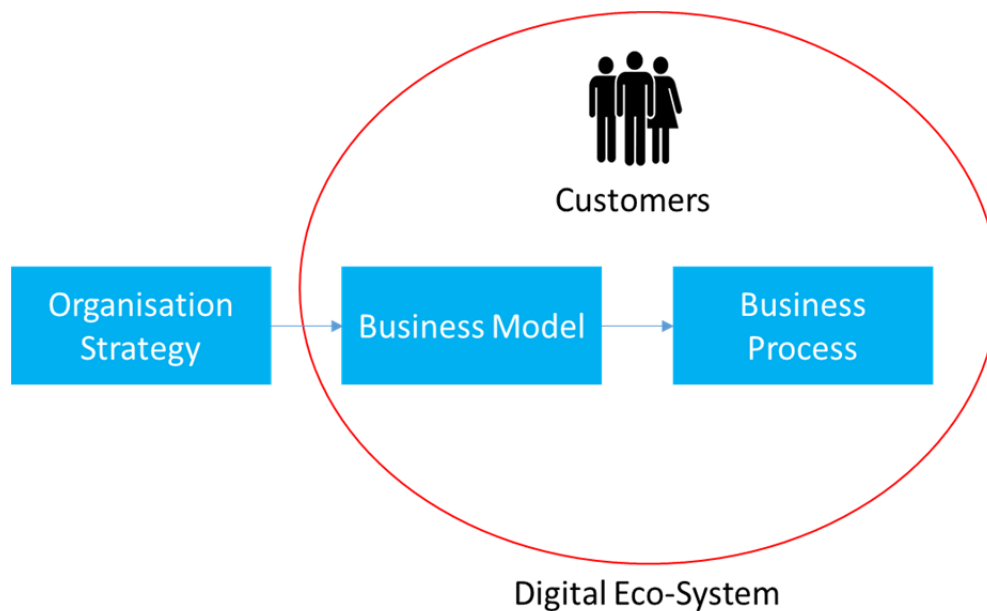 Customers
Organisation
Strategy
Business Model
Business
Process
Digital Eco-System